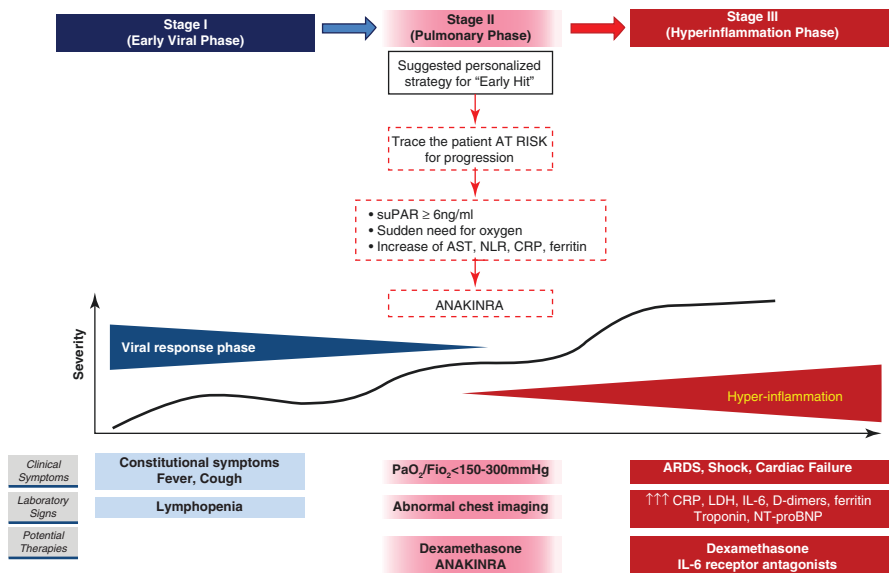 Stage I
(Early Viral Phase)
Stage II
(Pulmonary Phase)
Stage III
(Hyperinflammation Phase)
Suggested personalized
strategy for “Early Hit”
Trace the patient AT RISK
for progression
• suPAR ≥ 6ng/ml
• Sudden need for oxygen
• Increase of AST, NLR, CRP, ferritin
ANAKINRA
Severity
Viral response phase
Hyper-inflammation
Clinical
Symptoms
Constitutional symptoms
Fever, Cough
PaO₂/Fio₂<150-300mmHg
ARDS, Shock, Cardiac Failure
Laboratory
Signs
Lymphopenia
Abnormal chest imaging
↑↑↑ CRP, LDH, IL-6, D-dimers, ferritin
Troponin, NT-proBNP
Potential
Therapies
Dexamethasone
ANAKINRA
Dexamethasone
IL-6 receptor antagonists